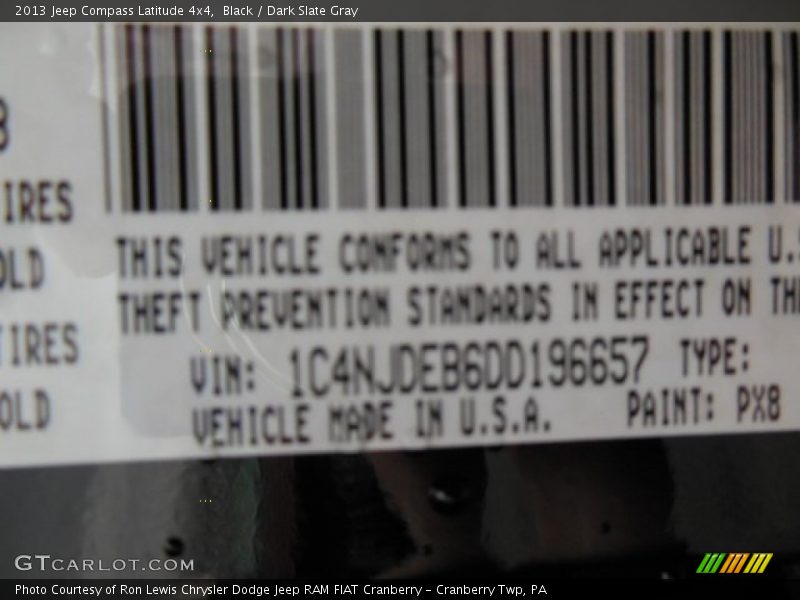 2013 Jeep Compass Latitude 4x4, Black / Dark Slate Gray
IRES
OLD
TIRES
OLD
THIS VEHICLE CONFORMS TO ALL APPLICABLE U.S
THEFT PREVENTION STANDARDS IN EFFECT ON TH
VIN: 1C4NJDEB6DD196657 TYPE:
VEHICLE MADE IN U.S.A. PAINT: PX8
GTCARLOT.COM
Photo Courtesy of Ron Lewis Chrysler Dodge Jeep RAM FIAT Cranberry - Cranberry Twp, PA